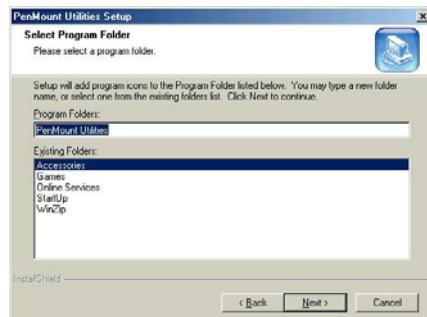 PenMount Utilities Setup
Select Program Folder
Please select a program folder.
Setup will add program icons to the Program Folder listed below. You may type a new folder
name, or select one from the existing folders list. Click Next to continue.
Program Folders:
PenMount Utilities
Existing Folders:
Accessories
Games
Online Services
StartUp
WinZip
InstallShield
< Back Next > Cancel